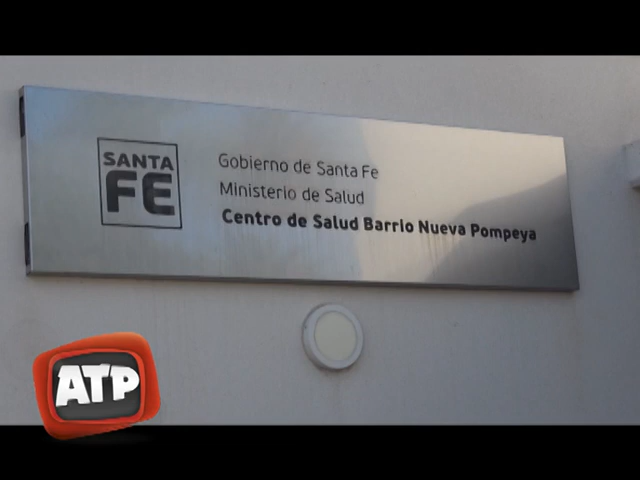 SANTA
FE
Gobierno de Santa Fe
Ministerio de Salud
Centro de Salud Barrio Nueva Pompeya
ATP